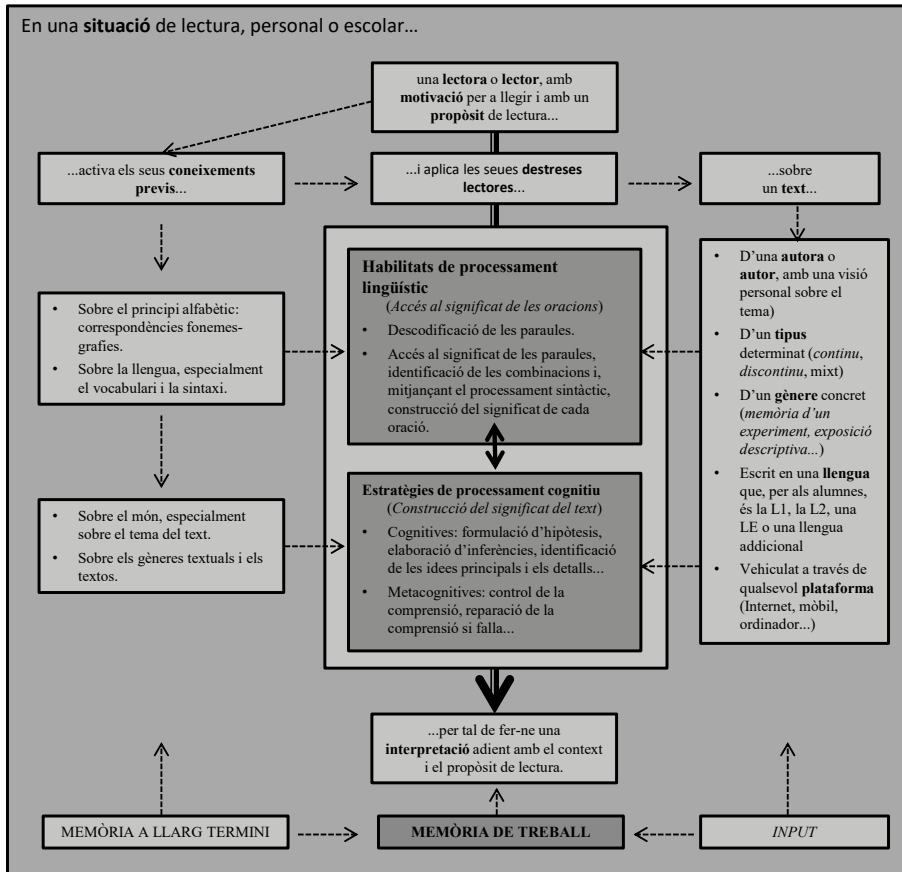 En una situació de lectura, personal o escolar…
una lectora o lector, amb
motivació per a llegir i amb un
propòsit de lectura...
...activa els seus coneixements
previs...
...i aplica les seues destreses
lectores...
...sobre
un text...
• Sobre el principi alfabètic:
correspondències fonemes-
grafies.
• Sobre la llengua, especialment
el vocabulari i la sintaxi.
• Sobre el món, especialment
sobre el tema del text.
• Sobre els gèneres textuals i els
textos.
Habilitats de processament
lingüístic
(Accés al significat de les oracions)
• Descodificació de les paraules.
• Accés al significat de les paraules,
identificació de les combinacions i,
mitjançant el processament sintàctic,
construcció del significat de cada
oració.
Estratègies de processament cognitiu
(Construcció del significat del text)
• Cognitives: formulació d’hipòtesis,
elaboració d’inferències, identificació
de les idees principals i els detalls...
• Metacognitives: control de la
comprensió, reparació de la
comprensió si falla...
• D’una autora o
autor, amb una visió
personal sobre el
tema)
• D’un tipus
determinat (continu,
discontinu, mixt)
• D’un gènere concret
(memòria d’un
experiment, exposició
descriptiva...)
• Escrit en una llengua
que, per als alumnes,
és la L1, la L2, una
LE o una llengua
addicional
• Vehiculat a través de
qualsevol plataforma
(Internet, mòbil,
ordinador...)
...per tal de fer-ne una
interpretació adient amb el context
i el propòsit de lectura.
MEMÒRIA A LLARG TERMINI
MEMÒRIA DE TREBALL
INPUT